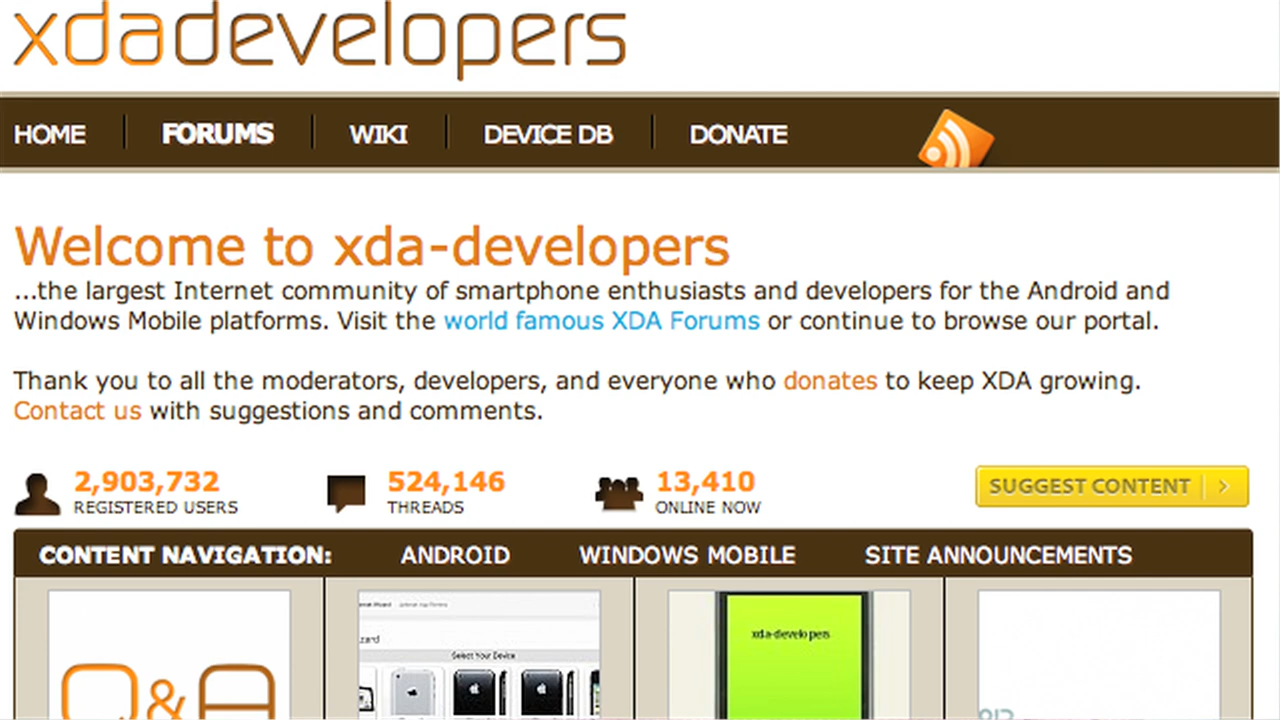 xdadevelopers
HOME FORUMS WIKI DEVICE DB DONATE
Welcome to xda-developers
...the largest Internet community of smartphone enthusiasts and developers for the Android and
Windows Mobile platforms. Visit the world famous XDA Forums or continue to browse our portal.
Thank you to all the moderators, developers, and everyone who donates to keep XDA growing.
Contact us with suggestions and comments.
2,903,732 524,146 13,410
REGISTERED USERS THREADS ONLINE NOW
SUGGEST CONTENT
CONTENT NAVIGATION: ANDROID WINDOWS MOBILE SITE ANNOUNCEMENTS
xda-developers
Select Your Device
Q&A